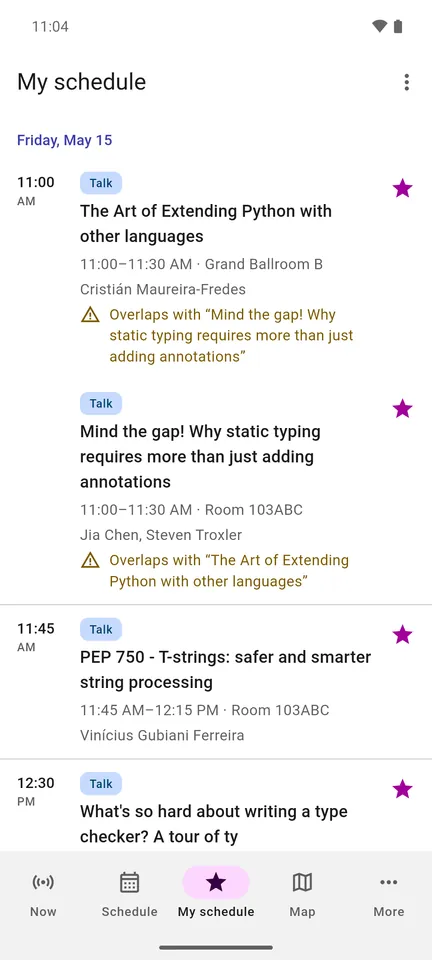 11:04
My schedule
Friday, May 15
11:00
AM
Talk
The Art of Extending Python with
other languages
11:00–11:30 AM · Grand Ballroom B
Cristián Maureira-Fredes
Overlaps with “Mind the gap! Why
static typing requires more than just
adding annotations”
Talk
Mind the gap! Why static typing
requires more than just adding
annotations
11:00–11:30 AM · Room 103ABC
Jia Chen, Steven Troxler
Overlaps with “The Art of Extending
Python with other languages”
11:45
AM
Talk
PEP 750 - T-strings: safer and smarter
string processing
11:45 AM–12:15 PM · Room 103ABC
Vinícius Gubiani Ferreira
12:30
PM
Talk
What's so hard about writing a type
checker? A tour of ty
Now
Schedule
My schedule
Map
More